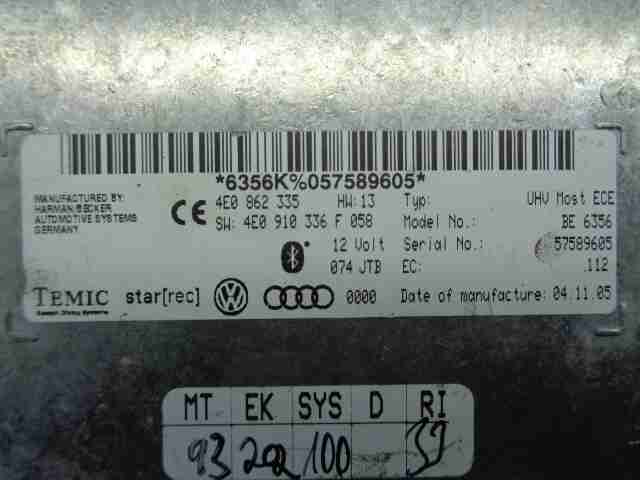 *6356K%057589605*
MANUFACTURED BY:
HARMAN/BECKER
AUTOMOTIVE SYSTEMS
GERMANY
CE 4E0 862 335 HW: 13 Typ: UHV Most ECE
SW: 4E0 910 336 F 058 Model No.: BE 6356
12 Volt Serial No.: 57589605
074 JTB EC: .112
TEMIC star[rec] 0000 Date of manufacture: 04.11.05
MT EK SYS D RI
93 202 100